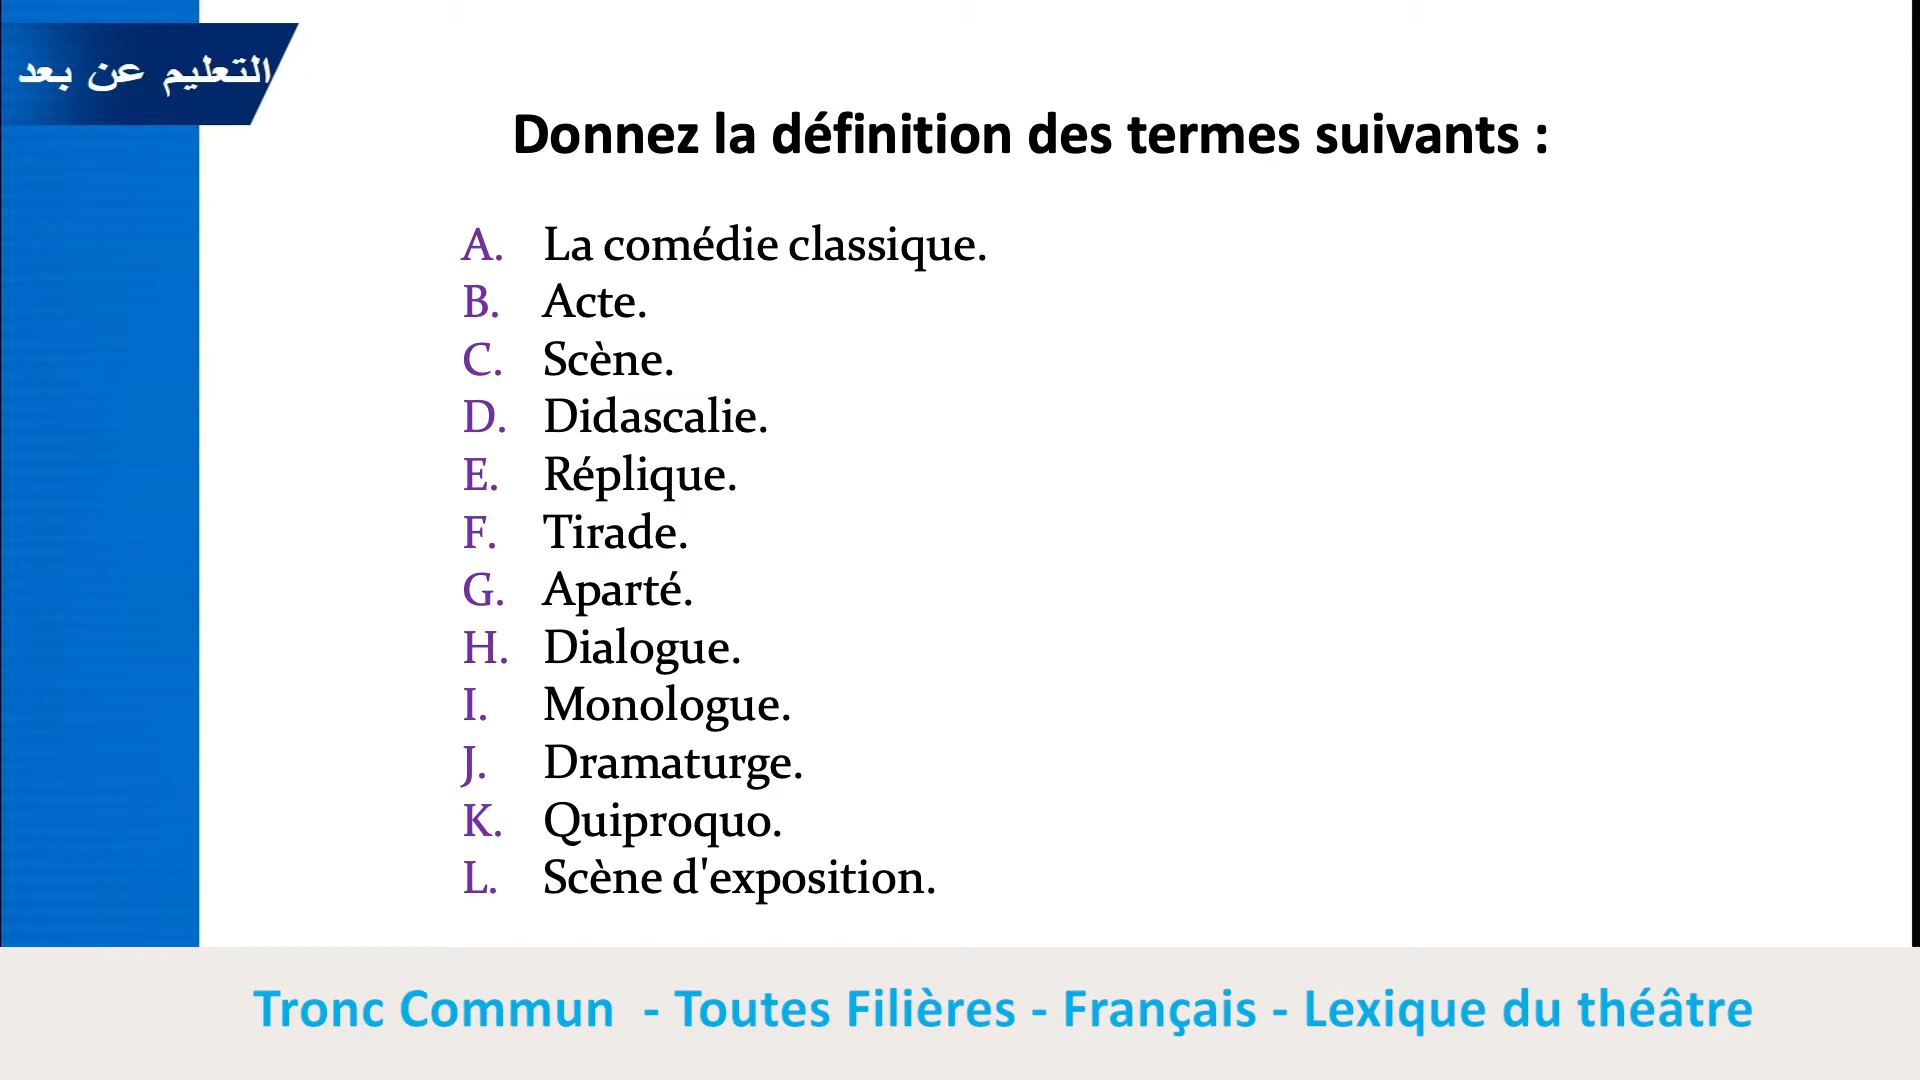 التعليم عن بعد
Donnez la définition des termes suivants :
A. La comédie classique.
B. Acte.
C. Scène.
D. Didascalie.
E. Réplique.
F. Tirade.
G. Aparté.
H. Dialogue.
I. Monologue.
J. Dramaturge.
K. Quiproquo.
L. Scène d'exposition.
Tronc Commun - Toutes Filières - Français - Lexique du théâtre